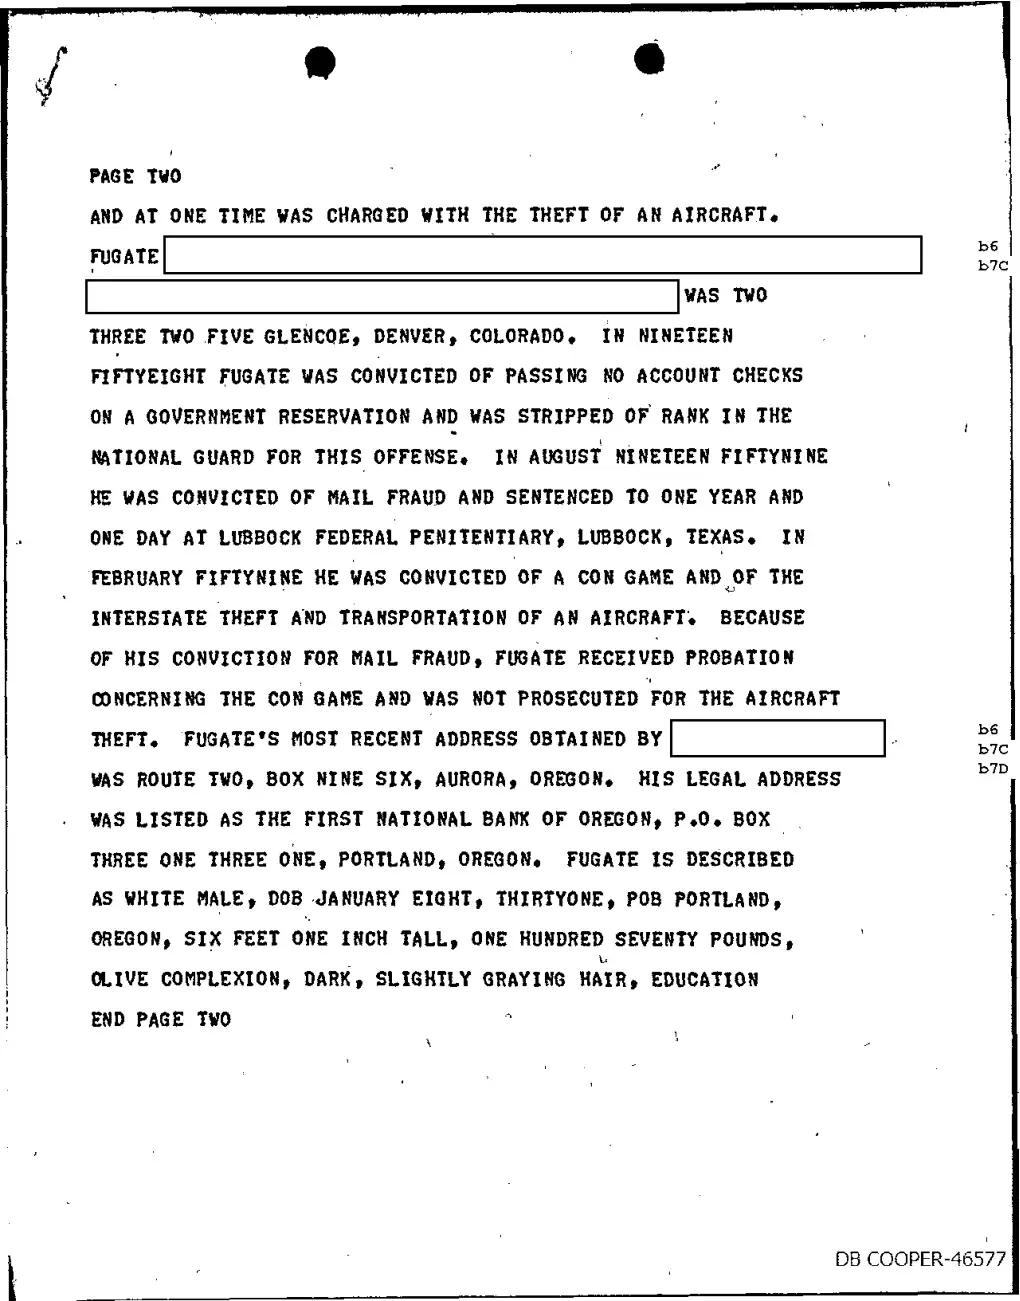 PAGE TWO
AND AT ONE TIME WAS CHARGED WITH THE THEFT OF AN AIRCRAFT.
FUGATE
b6
b7C
WAS TWO
THREE TWO FIVE GLENCOE, DENVER, COLORADO. IN NINETEEN
FIFTYEIGHT FUGATE WAS CONVICTED OF PASSING NO ACCOUNT CHECKS
ON A GOVERNMENT RESERVATION AND WAS STRIPPED OF RANK IN THE
NATIONAL GUARD FOR THIS OFFENSE. IN AUGUST NINETEEN FIFTYNINE
HE WAS CONVICTED OF MAIL FRAUD AND SENTENCED TO ONE YEAR AND
ONE DAY AT LUBBOCK FEDERAL PENITENTIARY, LUBBOCK, TEXAS. IN
FEBRUARY FIFTYNINE HE WAS CONVICTED OF A CON GAME AND OF THE
INTERSTATE THEFT AND TRANSPORTATION OF AN AIRCRAFT. BECAUSE
OF HIS CONVICTION FOR MAIL FRAUD, FUGATE RECEIVED PROBATION
CONCERNING THE CON GAME AND WAS NOT PROSECUTED FOR THE AIRCRAFT
THEFT. FUGATE'S MOST RECENT ADDRESS OBTAINED BY
b6
b7C
b7D
WAS ROUTE TWO, BOX NINE SIX, AURORA, OREGON. HIS LEGAL ADDRESS
WAS LISTED AS THE FIRST NATIONAL BANK OF OREGON, P.O. BOX
THREE ONE THREE ONE, PORTLAND, OREGON. FUGATE IS DESCRIBED
AS WHITE MALE, DOB JANUARY EIGHT, THIRTYONE, POB PORTLAND,
OREGON, SIX FEET ONE INCH TALL, ONE HUNDRED SEVENTY POUNDS,
OLIVE COMPLEXION, DARK, SLIGHTLY GRAYING HAIR, EDUCATION
END PAGE TWO
DB COOPER-46577